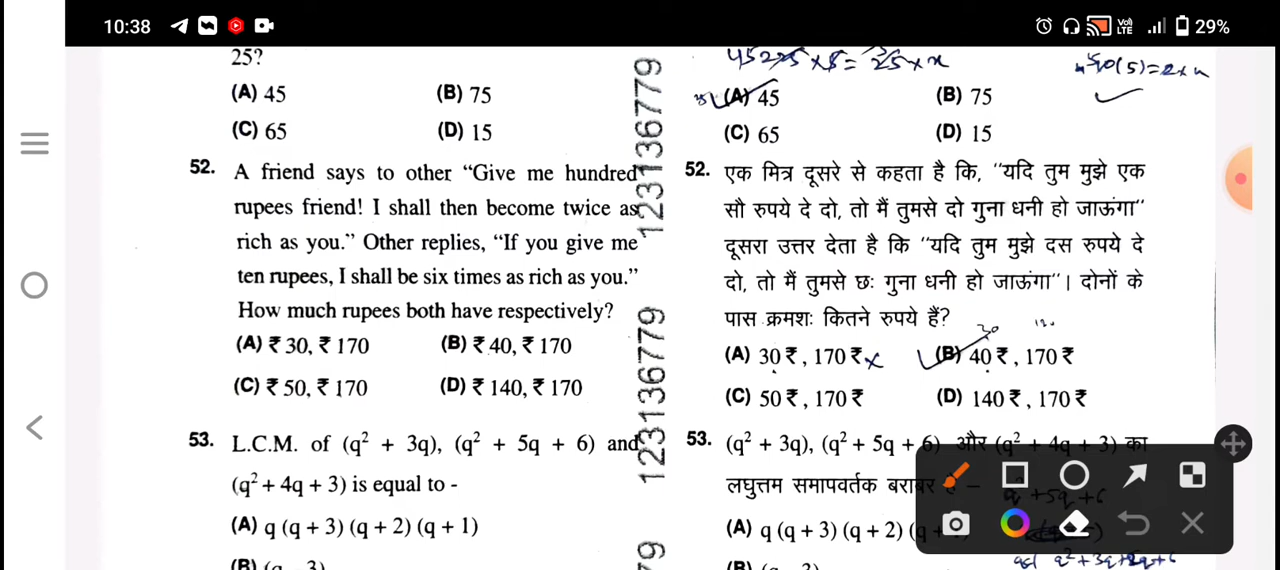 10:38
29%
25?
(A) 45 (B) 75
(C) 65 (D) 15
52. A friend says to other “Give me hundred
rupees friend! I shall then become twice as
rich as you.” Other replies, “If you give me
ten rupees, I shall be six times as rich as you.”
How much rupees both have respectively?
(A) ₹ 30, ₹ 170 (B) ₹ 40, ₹ 170
(C) ₹ 50, ₹ 170 (D) ₹ 140, ₹ 170
53. L.C.M. of (q² + 3q), (q² + 5q + 6) and
(q² + 4q + 3) is equal to -
(A) q (q + 3) (q + 2) (q + 1)
123136779
123136779
(A) 45 (B) 75
(C) 65 (D) 15
52. एक मित्र दूसरे से कहता है कि, “यदि तुम मुझे एक
सौ रुपये दे दो, तो मैं तुमसे दो गुना धनी हो जाऊंगा”
दूसरा उत्तर देता है कि “यदि तुम मुझे दस रुपये दे
दो, तो मैं तुमसे छः गुना धनी हो जाऊंगा”। दोनों के
पास क्रमशः कितने रुपये हैं?
30
(A) 30 ₹ , 170 ₹ (B) 40 ₹ , 170 ₹
(C) 50 ₹ , 170 ₹ (D) 140 ₹ , 170 ₹
53. (q² + 3q), (q² + 5q + 6) और (q² + 4q + 3) का
लघुत्तम समापवर्तक बराबर है –
(A) q (q + 3) (q + 2) (q